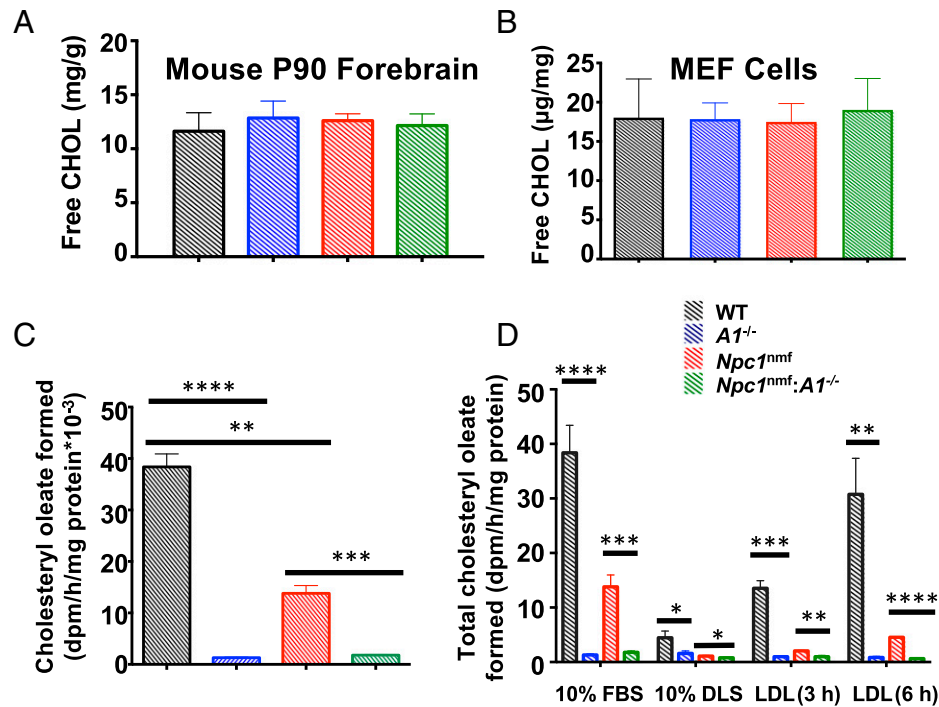 A
Free CHOL (mg/g)
20
15
10
5
0
Mouse P90 Forebrain
B
Free CHOL (µg/mg)
25
20
15
10
5
0
MEF Cells
C
Cholesteryl oleate formed
(dpm/h/mg protein*10-3)
50
40
30
20
10
0
****
**
***
D
WT
A1-/-
Npc1nmf
Npc1nmf:A1-/-
Total cholesteryl oleate
formed (dpm/h/mg protein)
50
40
30
20
10
0
****
***
*
*
***
**
**
****
10% FBS 10% DLS LDL (3 h) LDL (6 h)